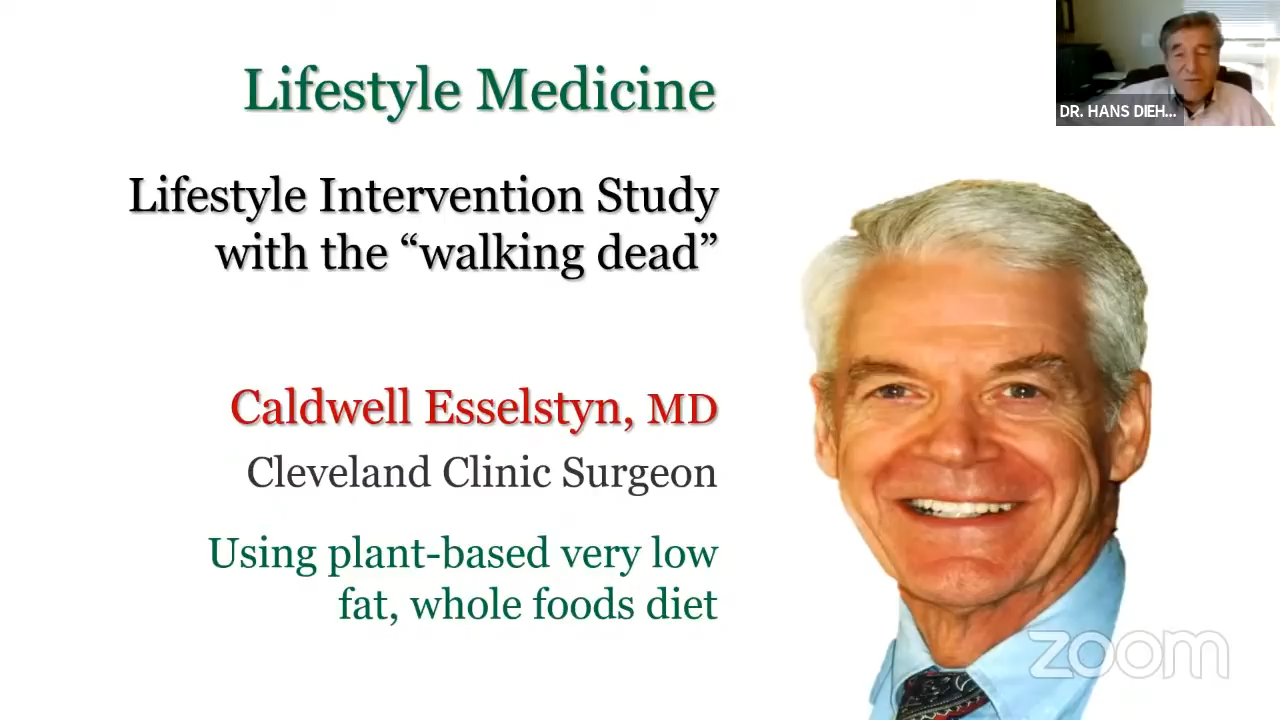 Lifestyle Medicine
DR. HANS DIEH...
Lifestyle Intervention Study
with the “walking dead”
Caldwell Esselstyn, MD
Cleveland Clinic Surgeon
Using plant-based very low
fat, whole foods diet
zoom